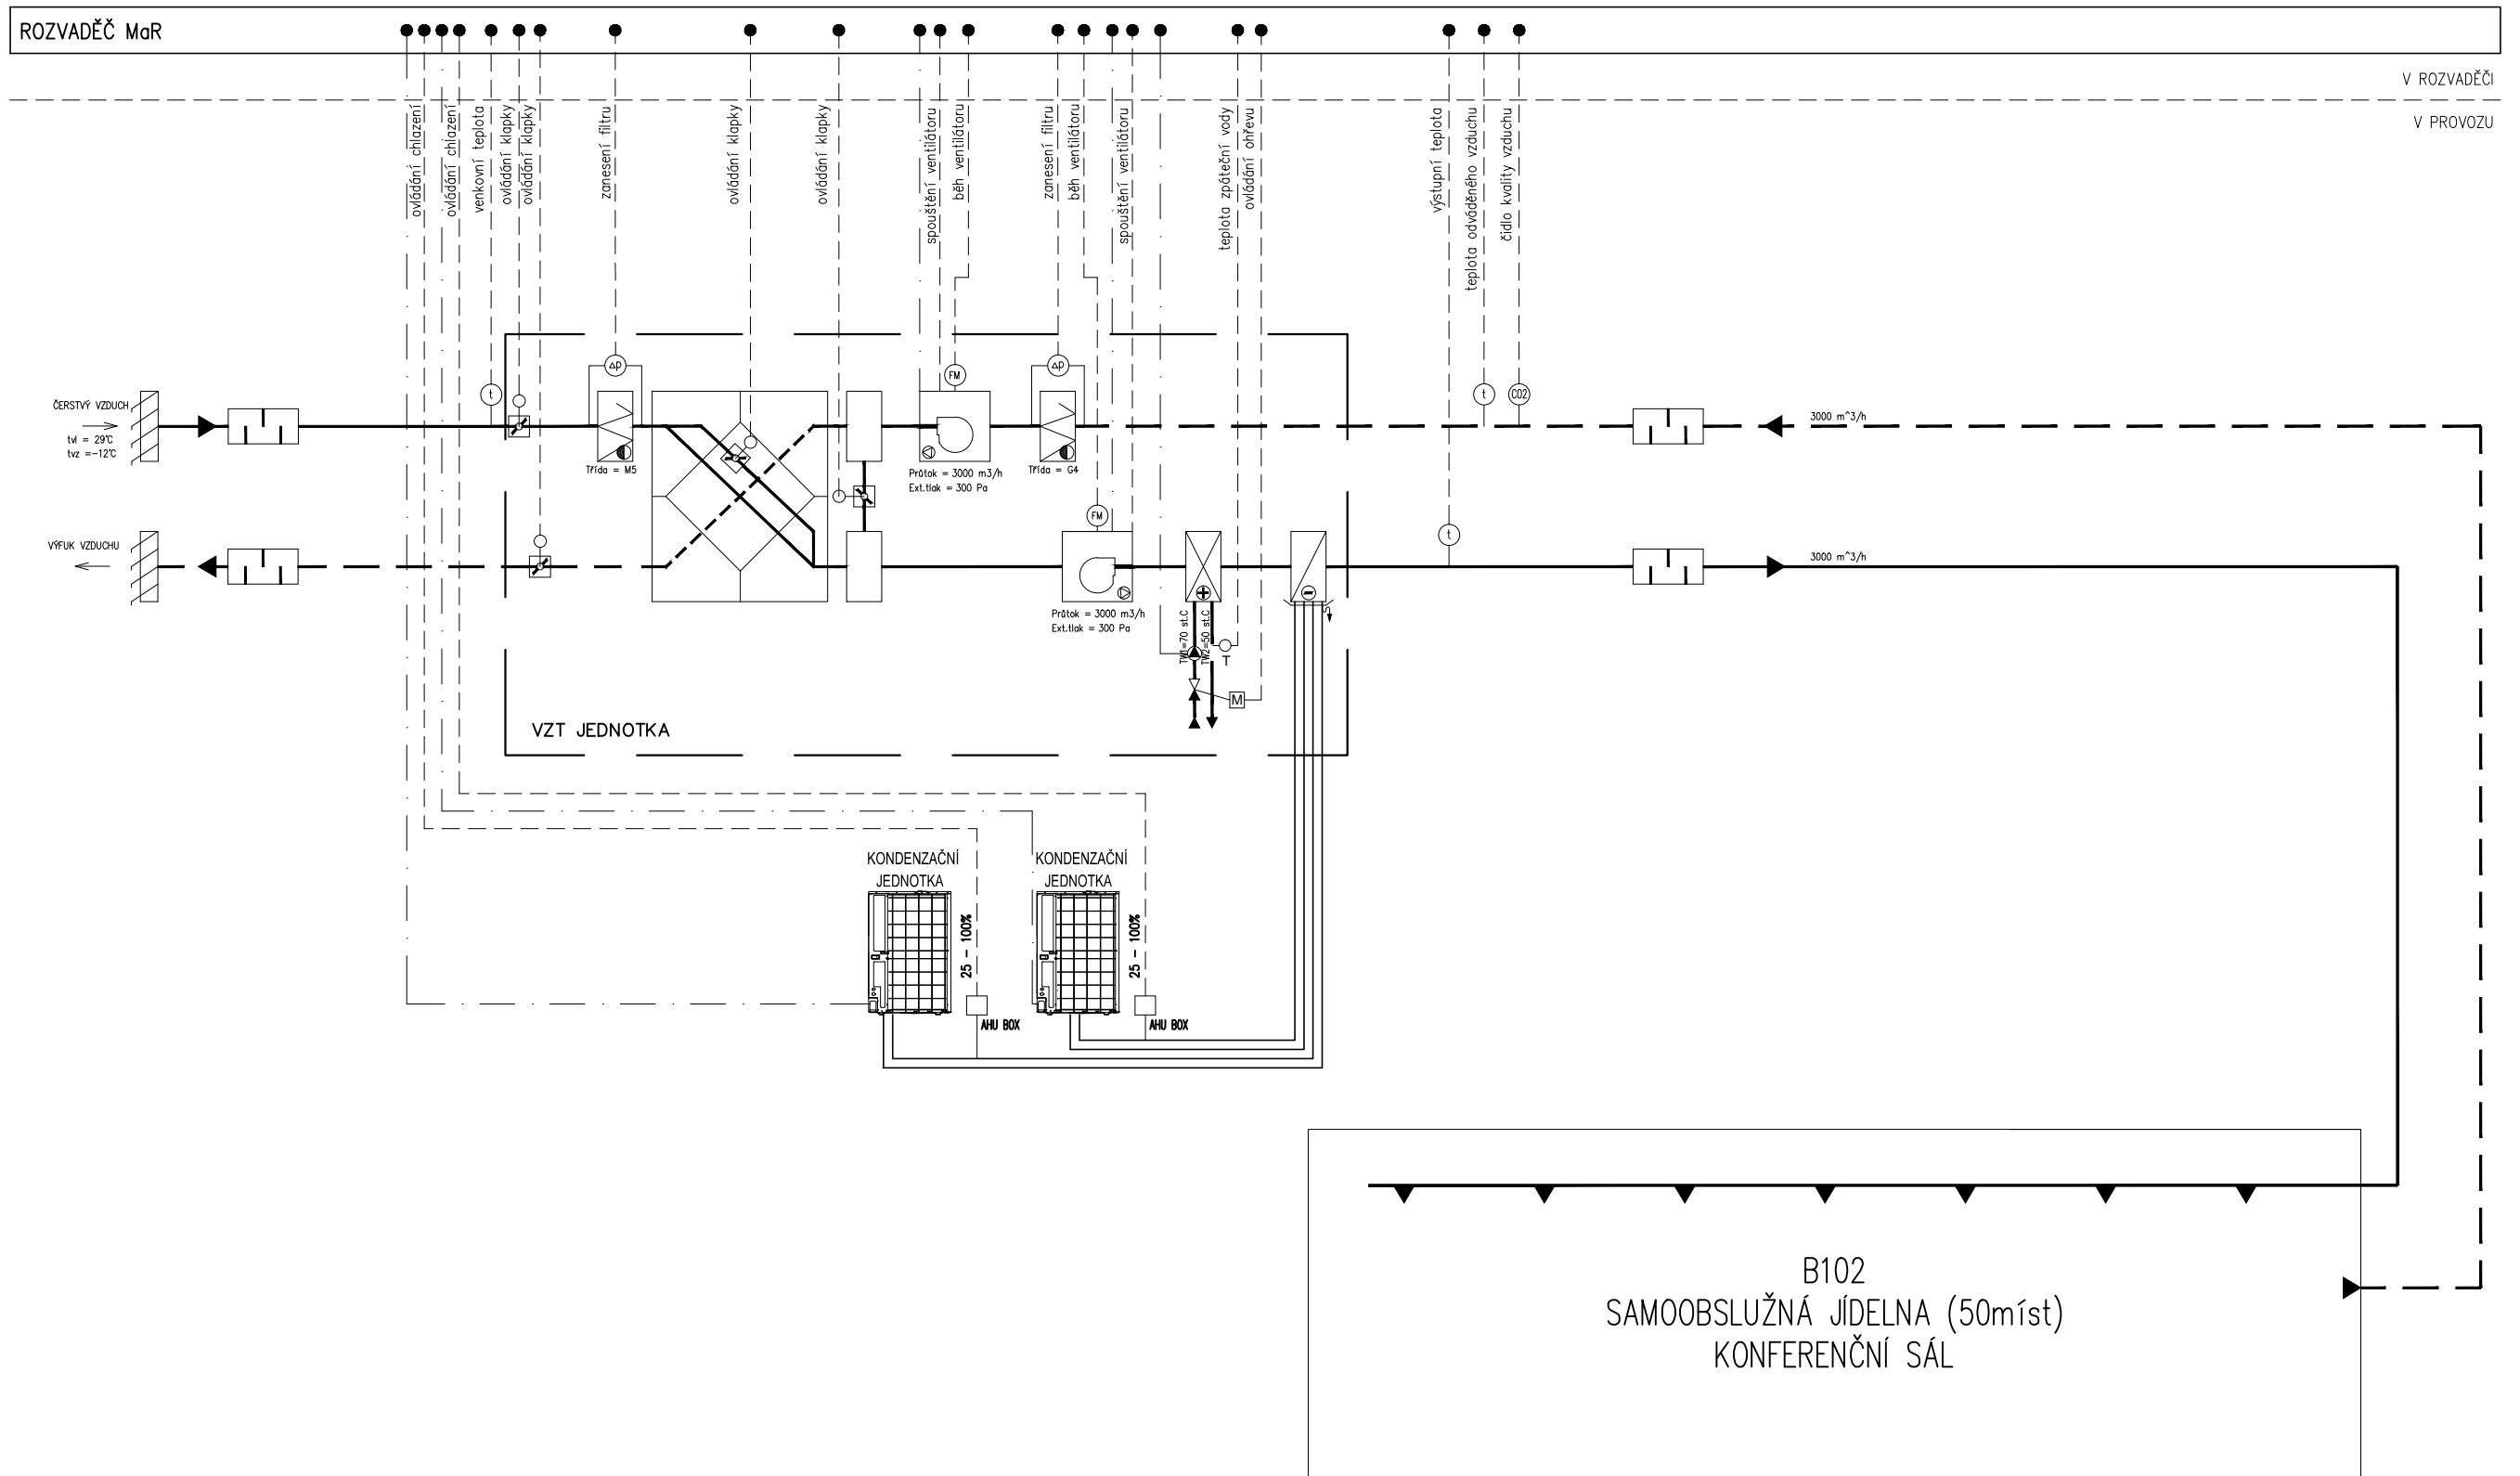 ROZVADĚČ MaR
V ROZVADĚČI
V PROVOZU
ovládání chlazení
ovládání chlazení
venkovní teplota
ovládání klapky
ovládání klapky
zanesení filtru
ovládání klapky
ovládání klapky
spouštění ventilátoru
běh ventilátoru
zanesení filtru
běh ventilátoru
spouštění ventilátoru
teplota zpáteční vody
ovládání ohřevu
výstupní teplota
teplota odváděného vzduchu
čidlo kvality vzduchu
Δp
FM
Δp
t
t
CO2
ČERSTVÝ VZDUCH
tvl = 29°C
tvz =-12°C
3000 m^3/h
Třída = M5
Průtok = 3000 m3/h
Ext.tlak = 300 Pa
Třída = G4
FM
t
VÝFUK VZDUCHU
3000 m^3/h
Průtok = 3000 m3/h
Ext.tlak = 300 Pa
TW1=70 st.C
TW2=50 st.C
T
M
VZT JEDNOTKA
KONDENZAČNÍ
JEDNOTKA
KONDENZAČNÍ
JEDNOTKA
25 - 100%
25 - 100%
AHU BOX
AHU BOX
B102
SAMOOBSLUŽNÁ JÍDELNA (50míst)
KONFERENČNÍ SÁL